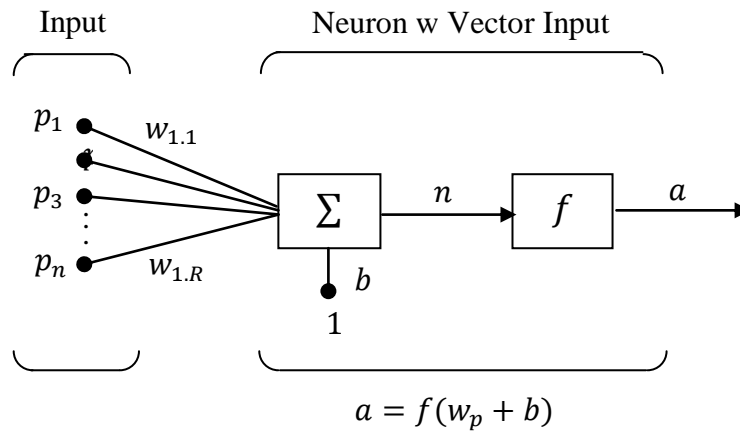 Input
Neuron w Vector Input
p₁
w₁.₁
p₃
n
a
Σ
f
pₙ
w₁.R
b
1
a = f(wₚ + b)